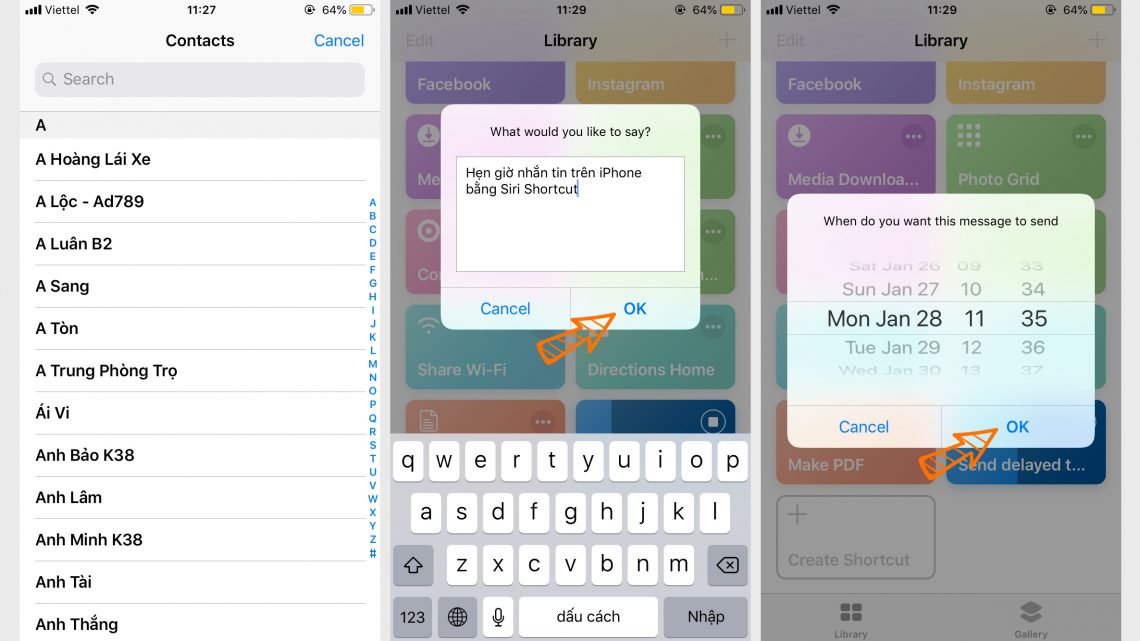 Viettel 11:27 64%
Contacts Cancel
Search
A
A Hoàng Lái Xe
A Lộc - Ad789
A Luân B2
A Sang
A Tòn
A Trung Phòng Trọ
Ái Vi
Anh Bảo K38
Anh Lâm
Anh Minh K38
Anh Tài
Anh Thắng
A
B
C
D
E
F
G
H
I
J
K
L
M
N
O
P
Q
R
S
T
U
V
W
X
Y
Z
#
Viettel 11:29 64%
Edit Library
Facebook Instagram
What would you like to say?
Hẹn giờ nhắn tin trên iPhone
bằng Siri Shortcut
Cancel OK
Share Wi-Fi Directions Home
q w e r t y u i o p
a s d f g h j k l
z x c v b n m
123 dấu cách Nhập
Viettel 11:29 64%
Edit Library
Facebook Instagram
Media Downloa... Photo Grid
When do you want this message to send
Sat Jan 26 09 33
Sun Jan 27 10 34
Mon Jan 28 11 35
Tue Jan 29 12 36
Wed Jan 30 13 37
Cancel OK
Make PDF Send delayed t...
Create Shortcut
Library Gallery